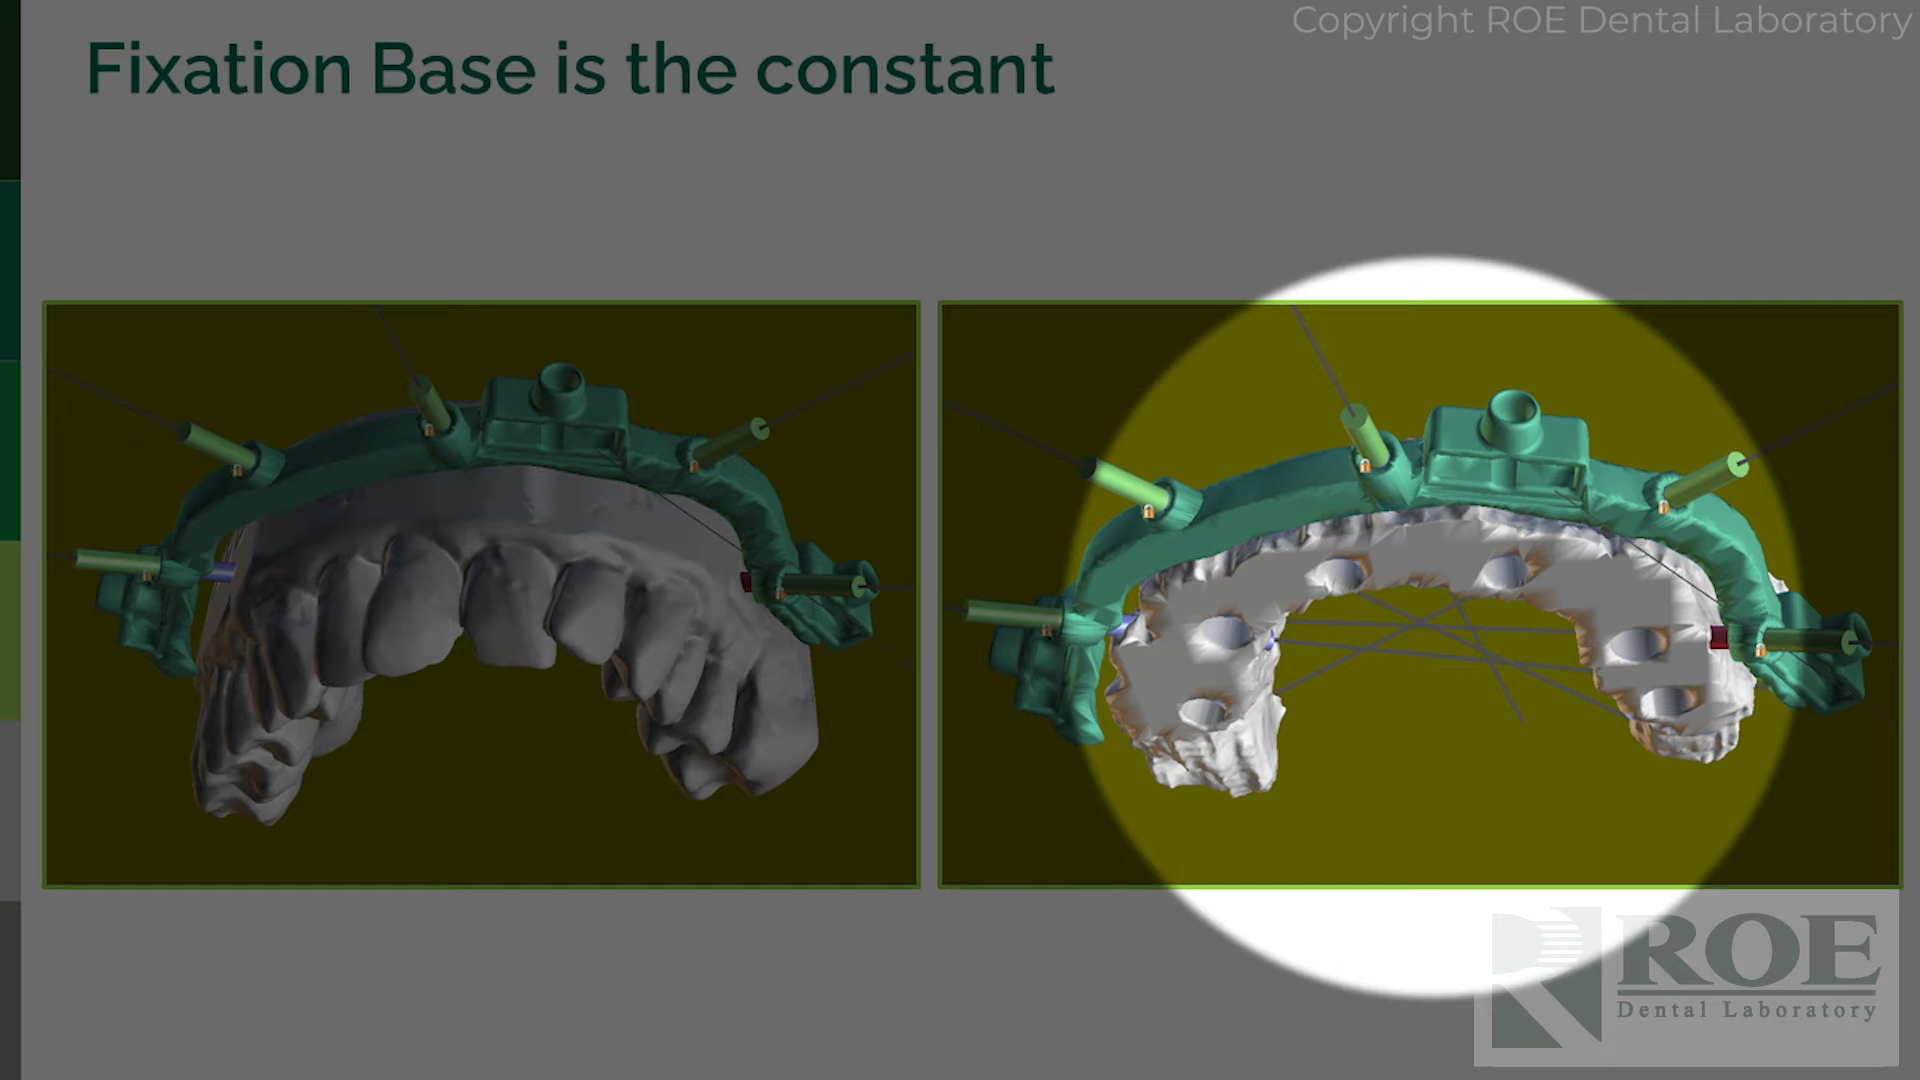 Copyright ROE Dental Laboratory
Fixation Base is the constant
ROE
Dental Laboratory